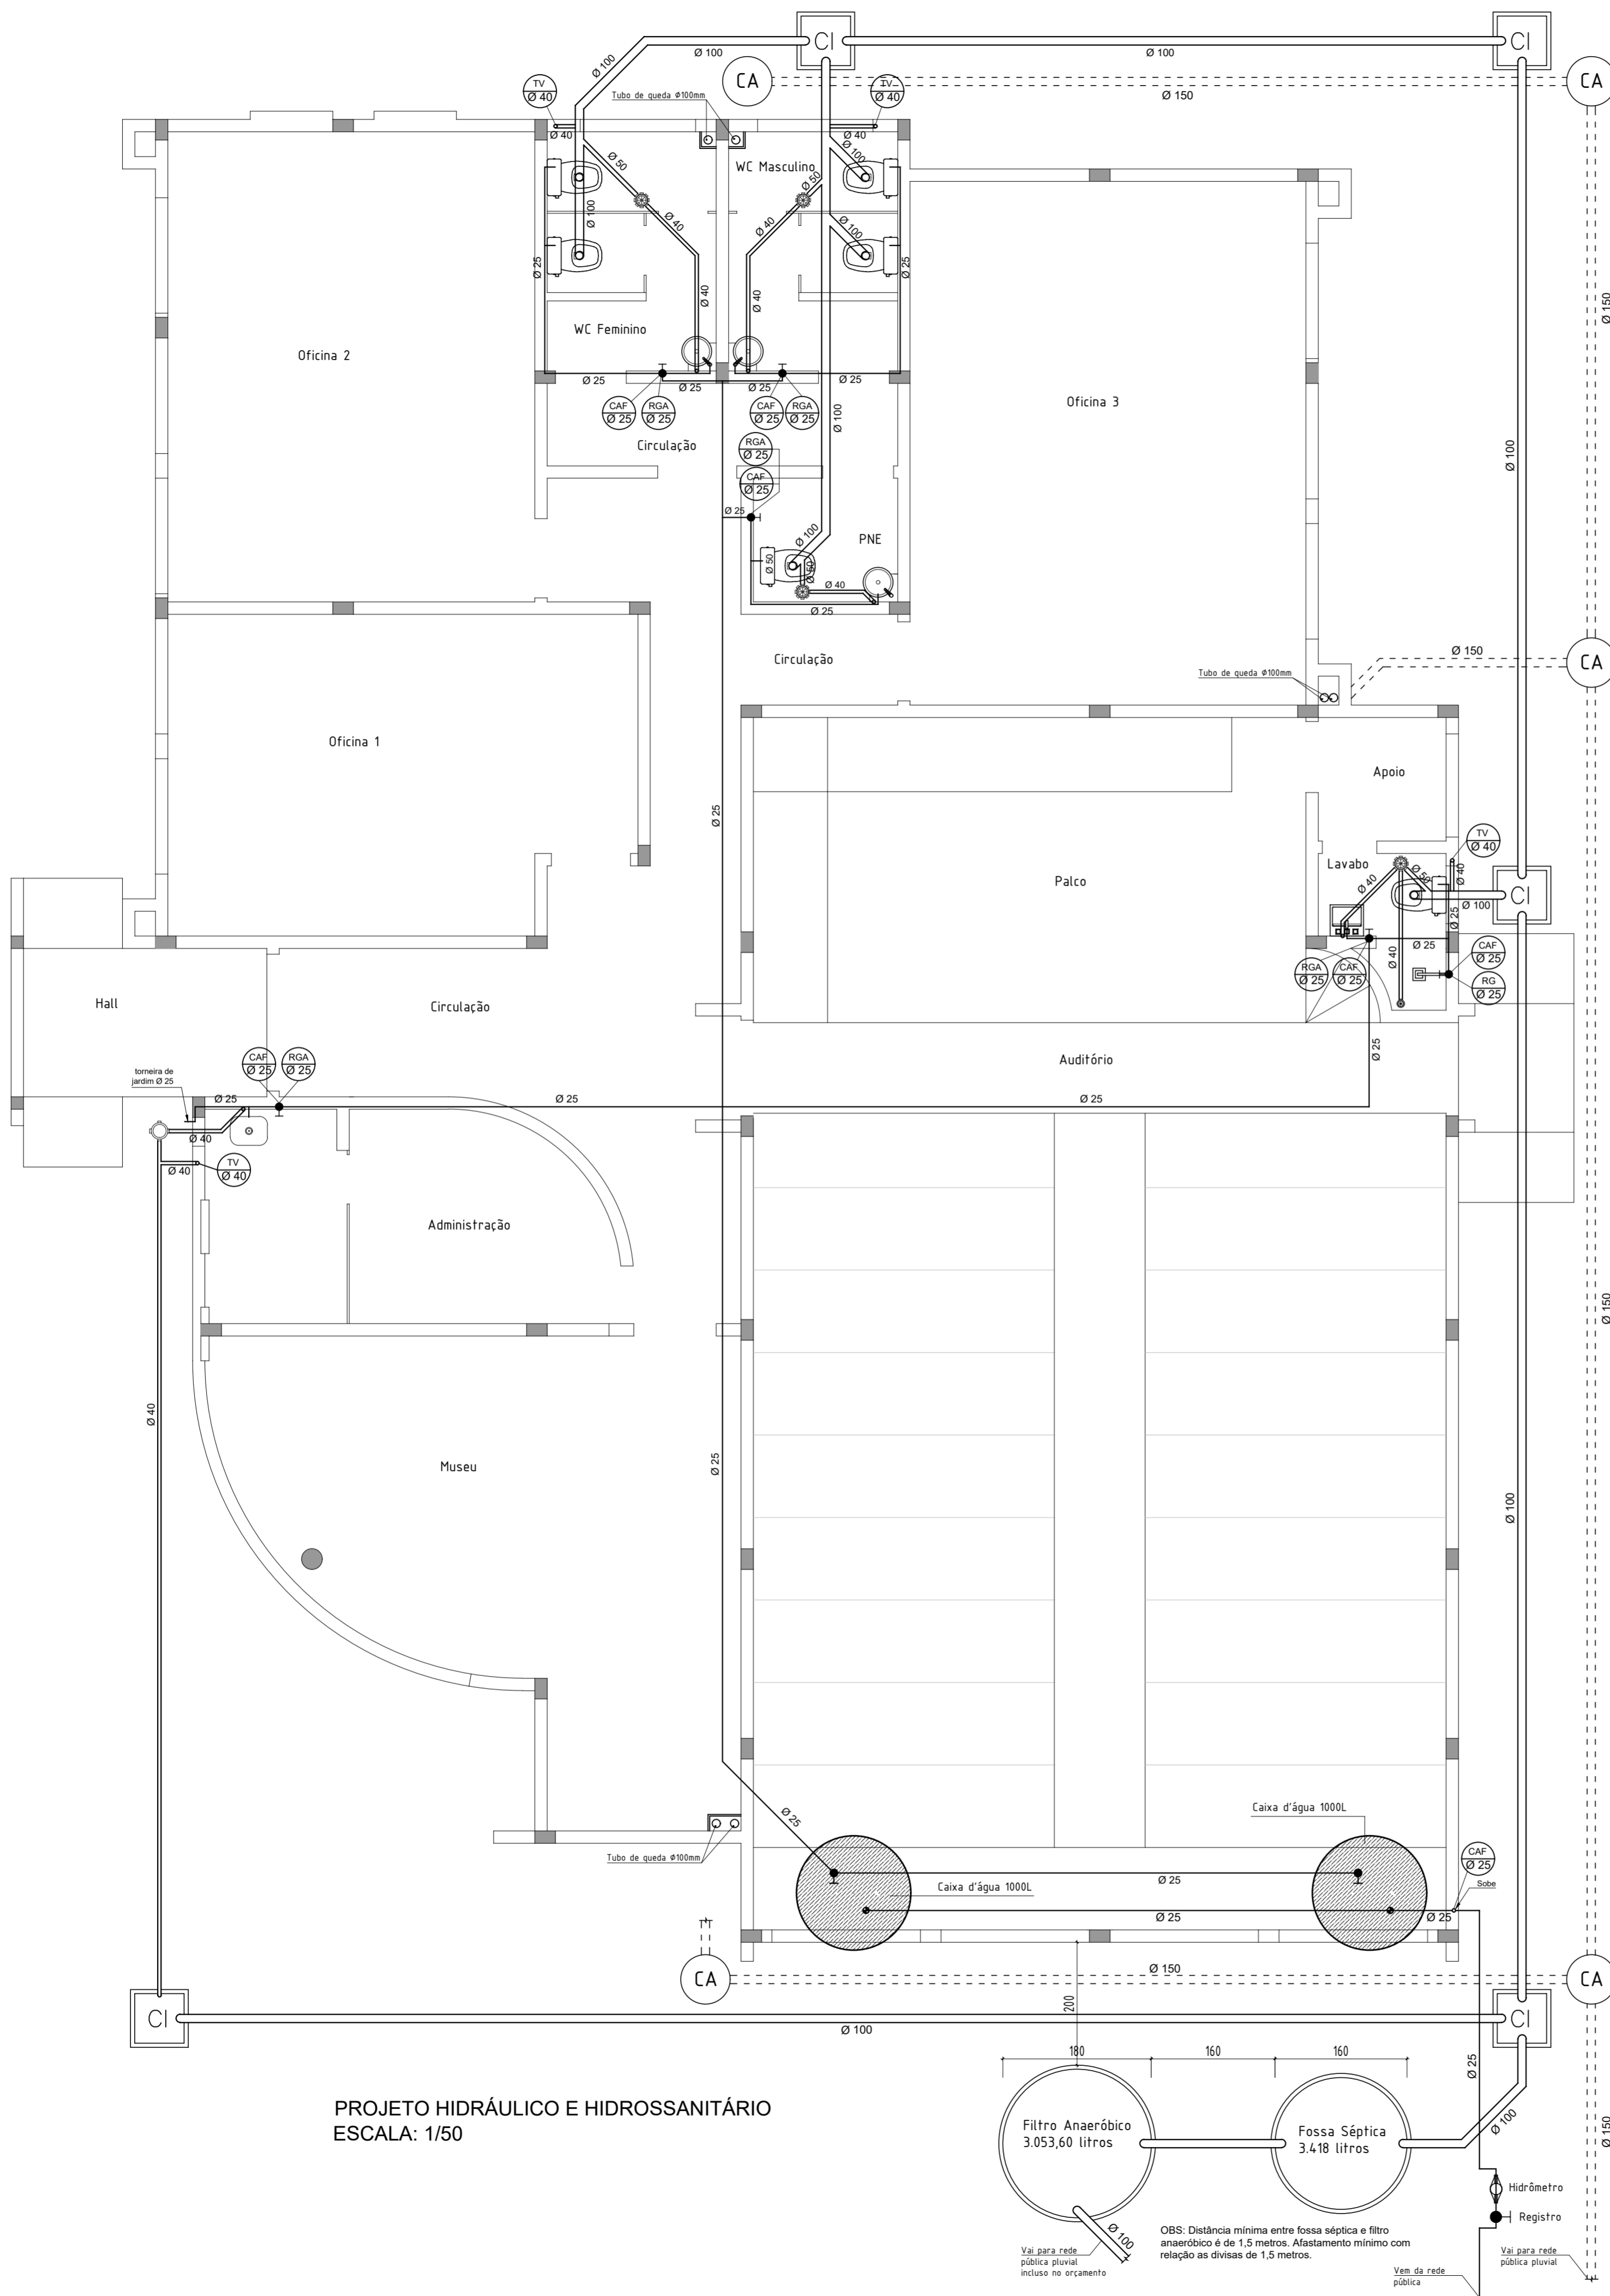 CI
CI
Ø 100
Ø 100
Ø 100
CA
CA
Ø 150
TV
Ø 40
TV
Ø 40
Tubo de queda Ø100mm
Ø 40
Ø 40
Ø 50
WC Masculino
Ø 100
Ø 50
Ø 100
Ø 40
Ø 40
Ø 100
Ø 25
Ø 25
Ø 40
Ø 40
Ø 150
WC Feminino
Oficina 2
Ø 25
Ø 25
Ø 25
Ø 25
CAF
Ø 25
RGA
Ø 25
CAF
Ø 25
RGA
Ø 25
Oficina 3
Ø 100
Circulação
RGA
Ø 25
CAF
Ø 25
Ø 100
Ø 25
Ø 100
PNE
Ø 50
Ø 50
Ø 40
Ø 25
Circulação
Ø 150
CA
Tubo de queda Ø100mm
Oficina 1
Apoio
Ø 25
TV
Ø 40
Lavabo
Palco
Ø 40
Ø 50
Ø 40
CI
Ø 100
Ø 25
Ø 25
Ø 40
CAF
Ø 25
RG
Ø 25
RGA
Ø 25
CAF
Ø 25
Hall
Circulação
Auditório
Ø 25
CAF
Ø 25
RGA
Ø 25
torneira de
jardim Ø 25
Ø 25
Ø 25
Ø 25
Ø 40
Ø 40
TV
Ø 40
Administração
Ø 150
Ø 40
Museu
Ø 25
Ø 100
Ø 25
Caixa d'água 1000L
Tubo de queda Ø100mm
CAF
Ø 25
Sobe
Ø 25
Caixa d'água 1000L
Ø 25
Ø 25
CA
Ø 150
CA
CI
CI
Ø 100
200
180
160
160
Ø 25
PROJETO HIDRÁULICO E HIDROSSANITÁRIO
ESCALA: 1/50
Filtro Anaeróbico
3.053,60 litros
Fossa Séptica
3.418 litros
Ø 100
Ø 150
Hidrômetro
Registro
Ø 100
OBS: Distância mínima entre fossa séptica e filtro
anaeróbico é de 1,5 metros. Afastamento mínimo com
relação as divisas de 1,5 metros.
Vai para rede
pública pluvial
incluso no orçamento
Vai para rede
pública pluvial
Vem da rede
pública